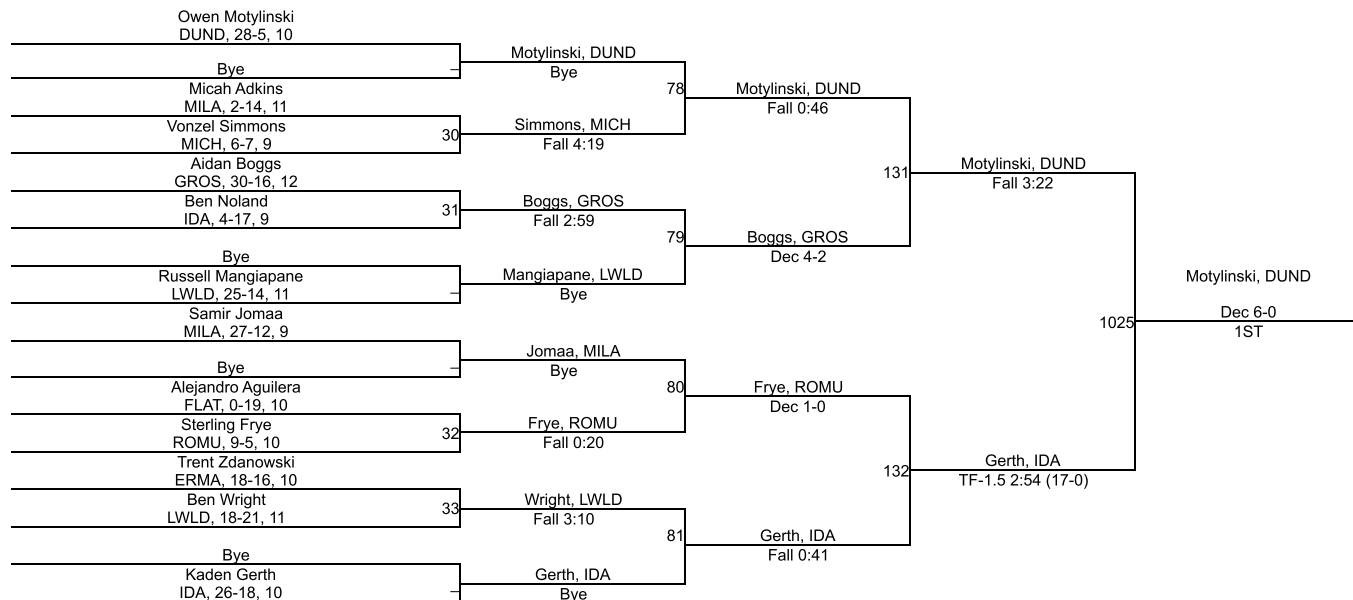 Owen Motylinski
DUND, 28-5, 10
Bye
Micah Adkins
MILA, 2-14, 11
Vonzel Simmons
MICH, 6-7, 9
Aidan Boggs
GROS, 30-16, 12
Ben Noland
IDA, 4-17, 9
Bye
Russell Mangiapane
LWLD, 25-14, 11
Samir Jomaa
MILA, 27-12, 9
Bye
Alejandro Aguilera
FLAT, 0-19, 10
Sterling Frye
ROMU, 9-5, 10
Trent Zdanowski
ERMA, 18-16, 10
Ben Wright
LWLD, 18-21, 11
Bye
Kaden Gerth
IDA, 26-18, 10
–
30
31
–
–
32
33
–
Motylinski, DUND
Bye
Simmons, MICH
Fall 4:19
Boggs, GROS
Fall 2:59
Mangiapane, LWLD
Bye
Jomaa, MILA
Bye
Frye, ROMU
Fall 0:20
Wright, LWLD
Fall 3:10
Gerth, IDA
Bye
78
79
80
81
Motylinski, DUND
Fall 0:46
Boggs, GROS
Dec 4-2
Frye, ROMU
Dec 1-0
Gerth, IDA
Fall 0:41
131
132
Motylinski, DUND
Fall 3:22
Gerth, IDA
TF-1.5 2:54 (17-0)
1025
Motylinski, DUND
Dec 6-0
1ST